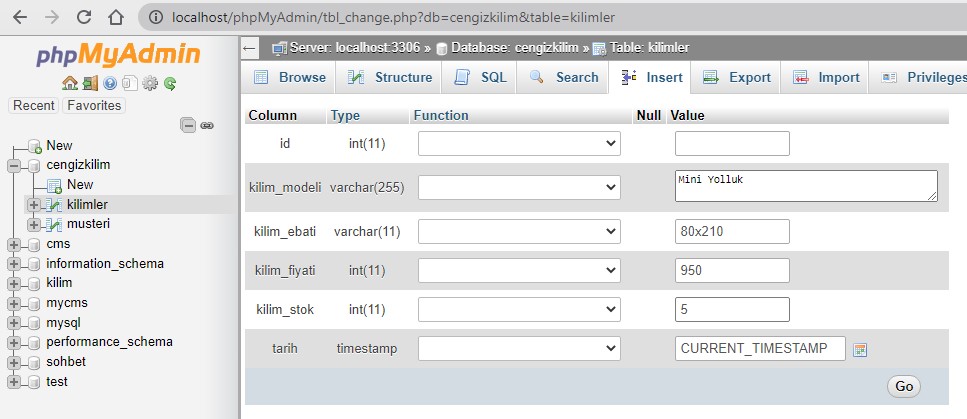 localhost/phpMyAdmin/tbl_change.php?db=cengizkilim&table=kilimler
phpMyAdmin
Recent Favorites
New
cengizkilim
New
kilimler
musteri
cms
information_schema
kilim
mycms
mysql
performance_schema
sohbet
test
Server: localhost:3306 » Database: cengizkilim » Table: kilimler
Browse Structure SQL Search Insert Export Import Privileges
Column Type Function Null Value
id int(11)
kilim_modeli varchar(255) Mini Yolluk
kilim_ebati varchar(11) 80x210
kilim_fiyati int(11) 950
kilim_stok int(11) 5
tarih timestamp CURRENT_TIMESTAMP
Go